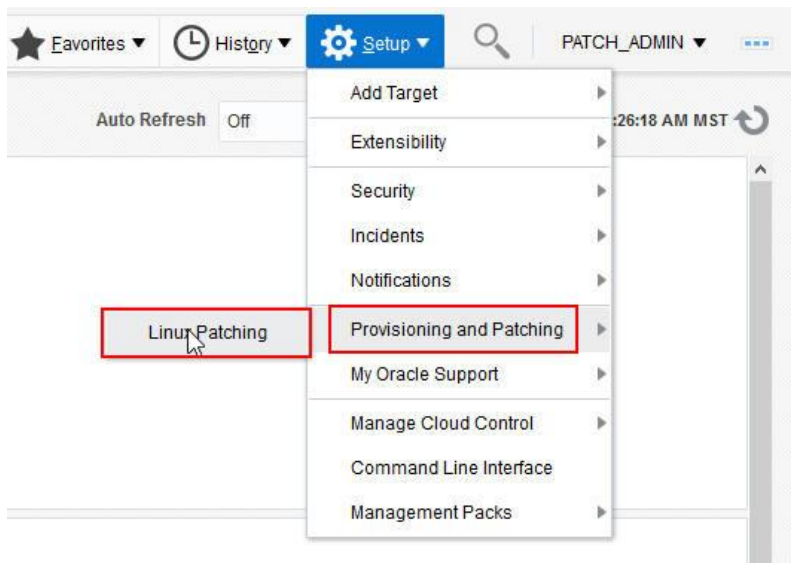 Favorites ▼ History ▼ Setup ▼ PATCH_ADMIN ▼
Auto Refresh Off :26:18 AM MST
Add Target
Extensibility
Security
Incidents
Notifications
Linux Patching Provisioning and Patching
My Oracle Support
Manage Cloud Control
Command Line Interface
Management Packs